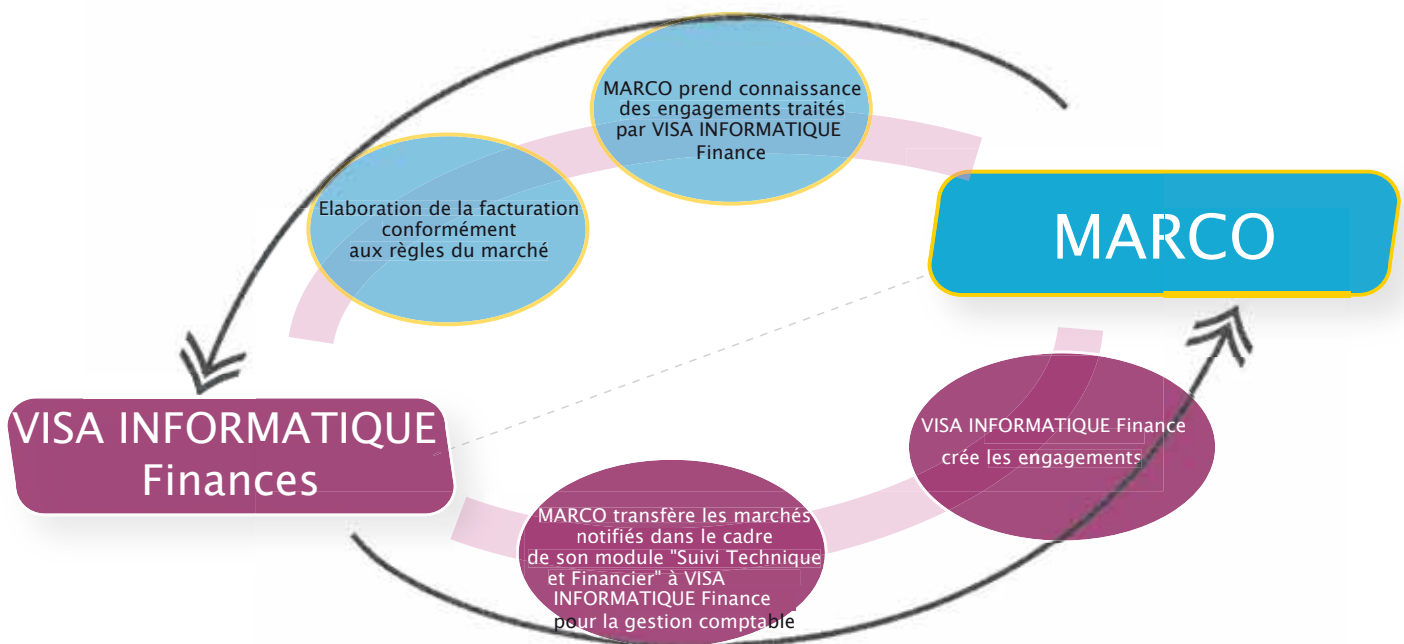 MARCO prend connaissance
des engagements traités
par VISA INFORMATIQUE
Finance
Elaboration de la facturation
conformément
aux règles du marché
MARCO
VISA INFORMATIQUE
Finances
VISA INFORMATIQUE Finance
crée les engagements
MARCO transfère les marchés
notifiés dans le cadre
de son module "Suivi Technique
et Financier" à VISA
INFORMATIQUE Finance
pour la gestion comptable